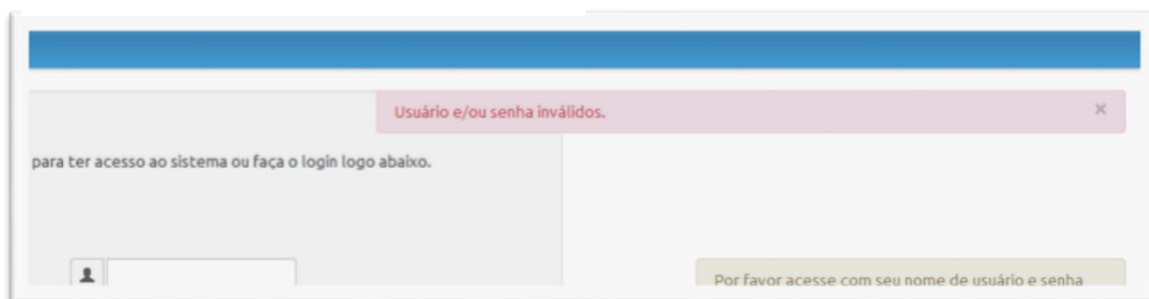 Usuário e/ou senha inválidos. ×
para ter acesso ao sistema ou faça o login logo abaixo.
Por favor acesse com seu nome de usuário e senha